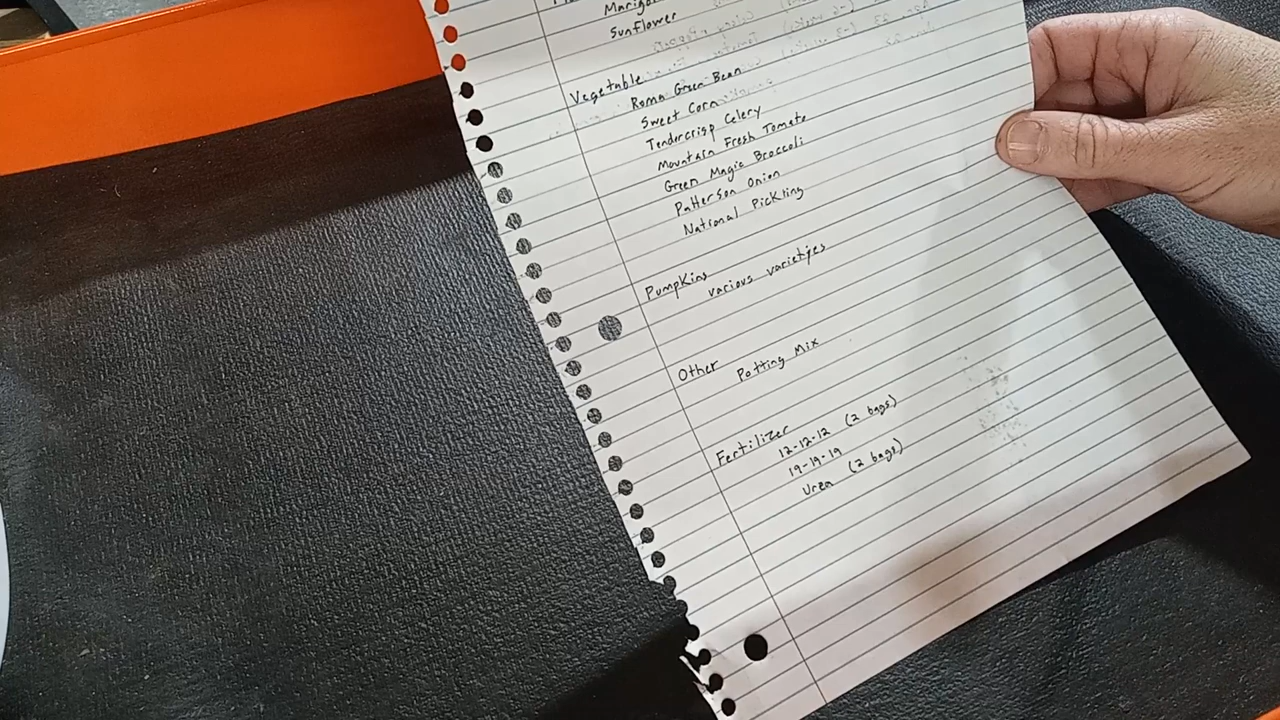 Sunflower
Vegetable
Roma Green Bean
Sweet Corn
Tendercrisp Celery
Mountain Fresh Tomato
Green Magic Broccoli
Patterson Onion
National Pickling
Pumpkins
various varieties
Other
Potting Mix
Fertilizer
12-12-12 (2 bags)
19-19-19
Urea (2 bags)